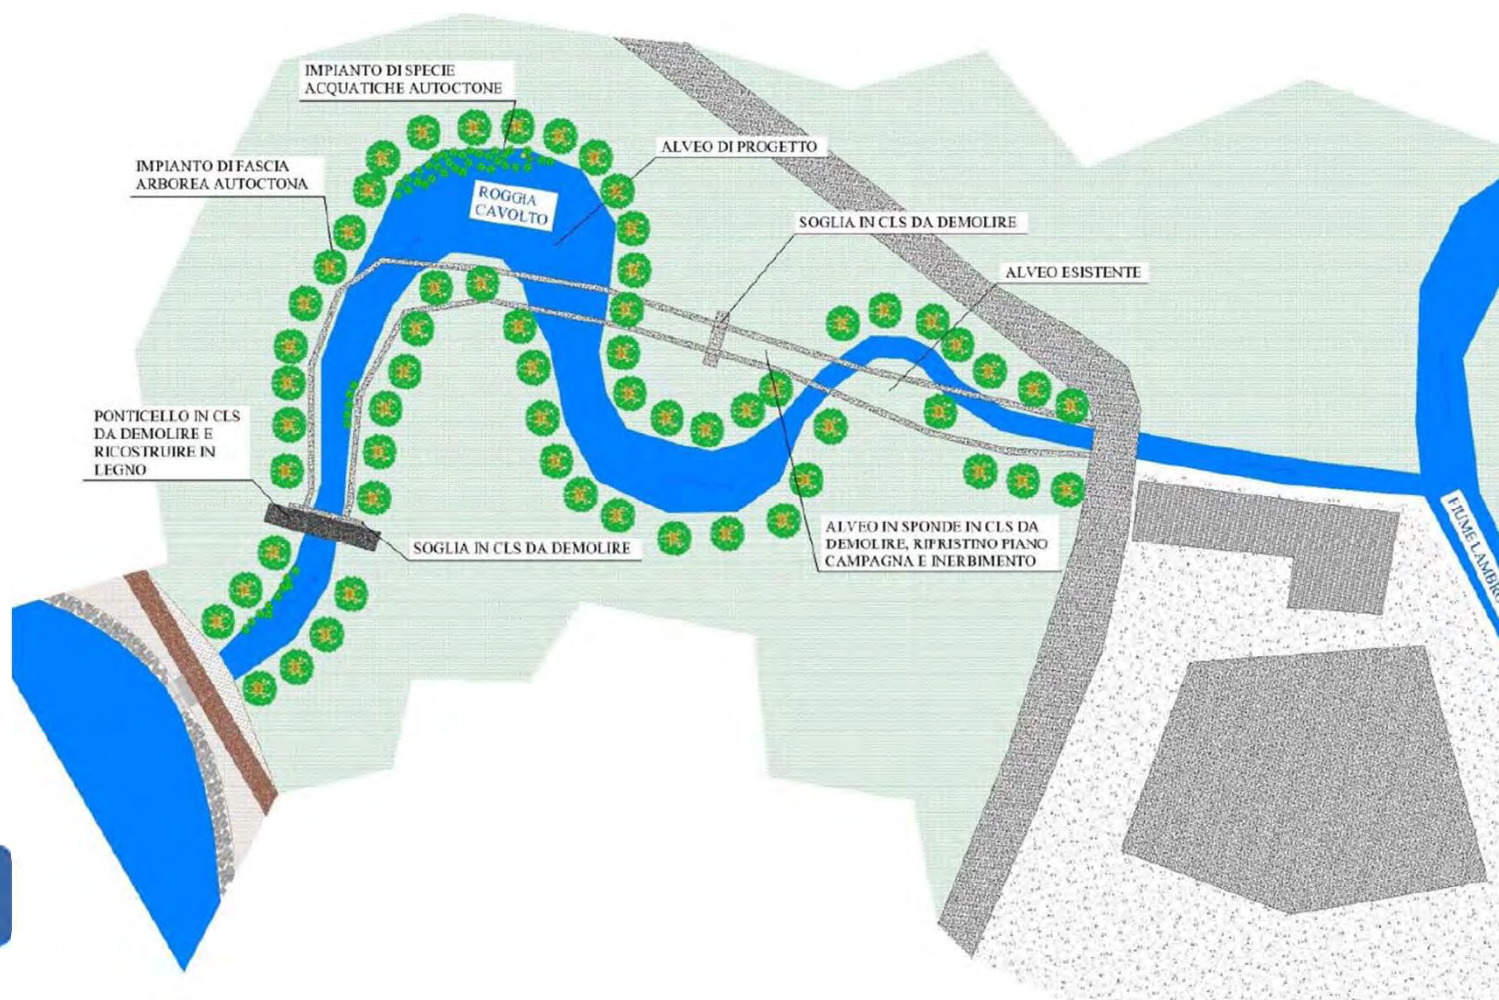 IMPIANTO DI SPECIE
ACQUATICHE AUTOCTONE
ALVEO DI PROGETTO
IMPIANTO DI FASCIA
ARBOREA AUTOCTONA
ROGGIA
CAVOLTO
SOGLIA IN CLS DA DEMOLIRE
ALVEO ESISTENTE
PONTICELLO IN CLS
DA DEMOLIRE E
RICOSTRUIRE IN
LEGNO
SOGLIA IN CLS DA DEMOLIRE
ALVEO IN SPONDE IN CLS DA
DEMOLIRE, RIPRISTINO PIANO
CAMPAGNA E INERBIMENTO
FIUME LAMBRO